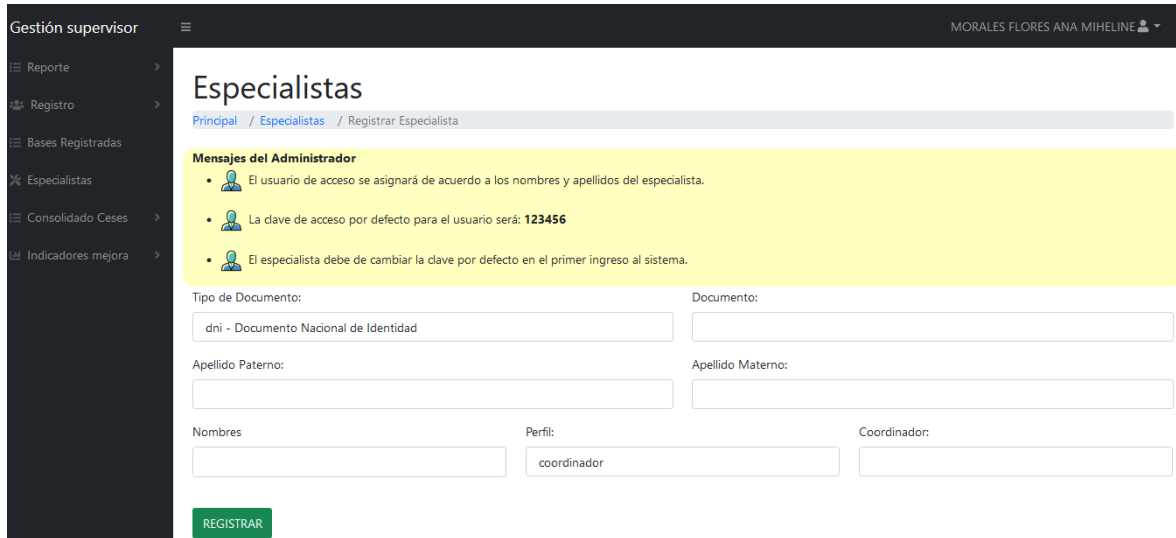 Gestión supervisor
MORALES FLORES ANA MIHELINE
Reporte
Registro
Bases Registradas
Especialistas
Consolidado Ceses
Indicadores mejora
Especialistas
Principal / Especialistas / Registrar Especialista
Mensajes del Administrador
El usuario de acceso se asignará de acuerdo a los nombres y apellidos del especialista.
La clave de acceso por defecto para el usuario será: 123456
El especialista debe de cambiar la clave por defecto en el primer ingreso al sistema.
Tipo de Documento: Documento:
dni - Documento Nacional de Identidad
Apellido Paterno: Apellido Materno:
Nombres Perfil: Coordinador:
coordinador
REGISTRAR